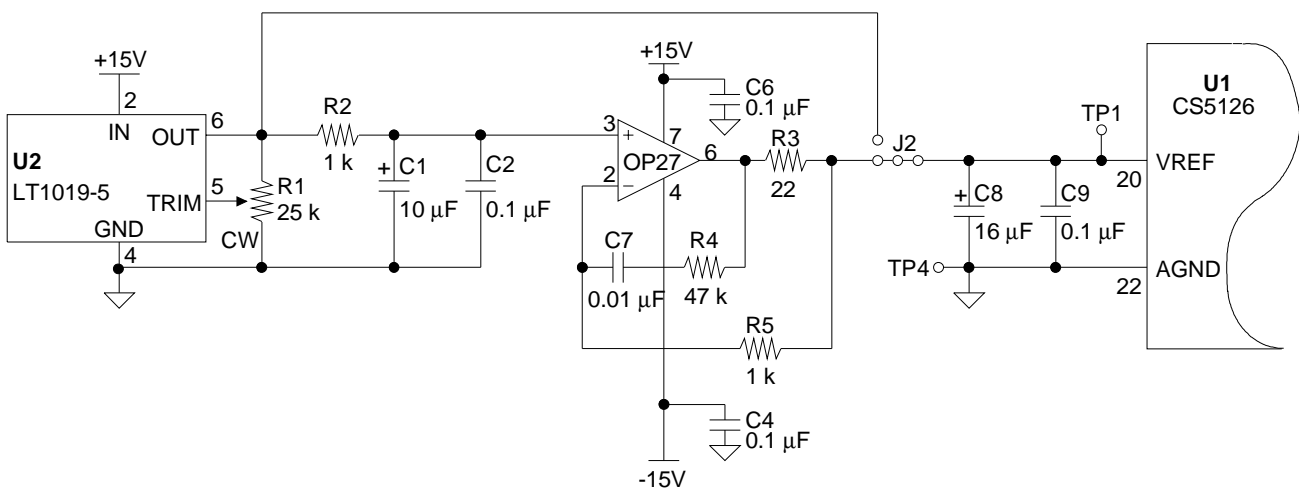 +15V
2
IN
OUT
6
U2
LT1019-5
TRIM
5
GND
4
R1
25 k
CW
R2
1 k
+
C1
10 µF
C2
0.1 µF
+15V
C6
0.1 µF
7
3
+
OP27
6
2
−
4
R3
22
J2
C7
0.01 µF
R4
47 k
R5
1 k
C4
0.1 µF
-15V
+
C8
16 µF
C9
0.1 µF
TP1
TP4
U1
CS5126
VREF
20
AGND
22